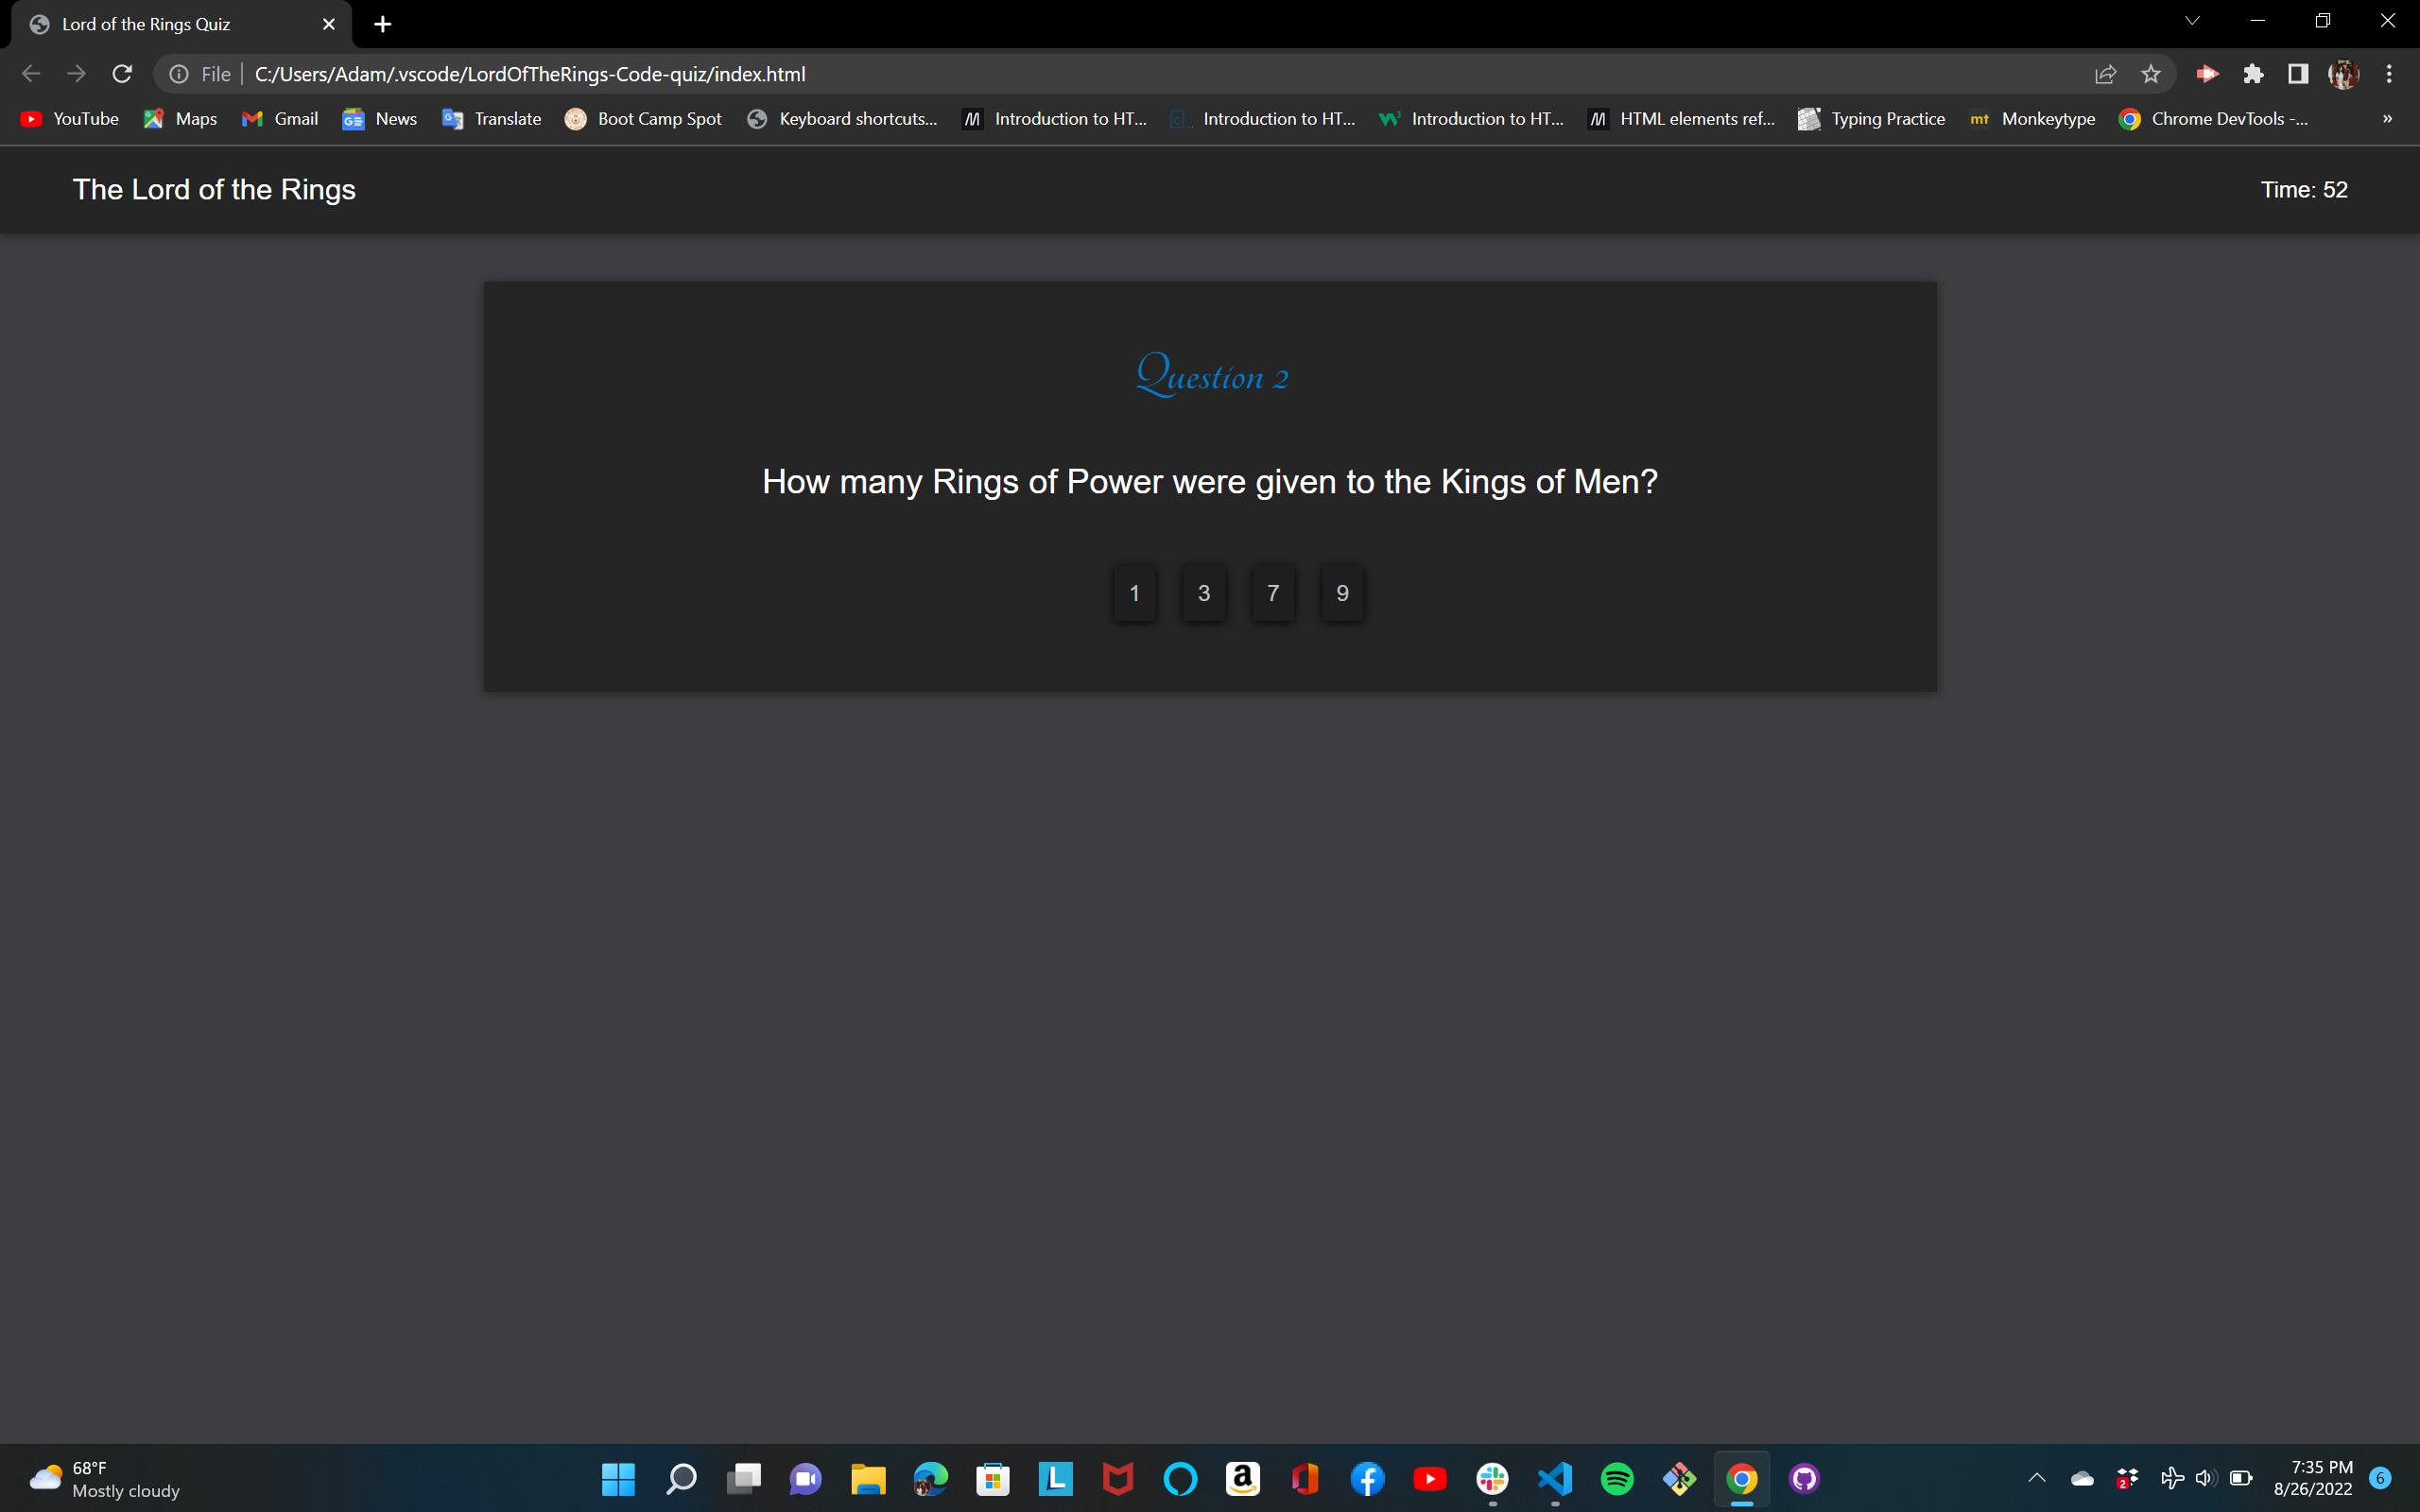 Lord of the Rings Quiz
File C:/Users/Adam/.vscode/LordOfTheRings-Code-quiz/index.html
YouTube Maps Gmail News Translate Boot Camp Spot Keyboard shortcuts... Introduction to HT... Introduction to HT... Introduction to HT... HTML elements ref... Typing Practice mt Monkeytype Chrome DevTools -... »
The Lord of the Rings Time: 52
Question 2
How many Rings of Power were given to the Kings of Men?
1 3 7 9
68°F
Mostly cloudy
7:35 PM
8/26/2022
6
2